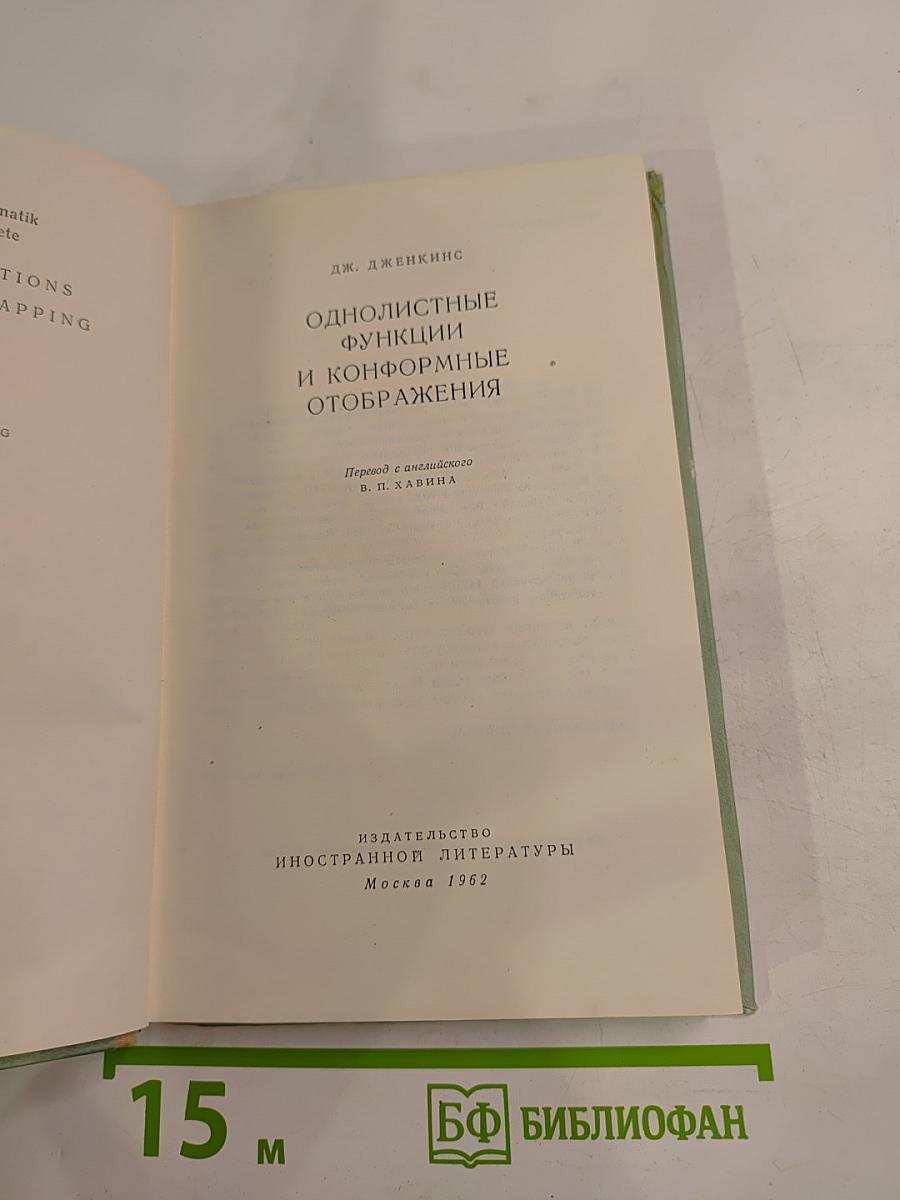 matik
ete
TIONS
APPING
G
ДЖ. ДЖЕНКИНС
ОДНОЛИСТНЫЕ
ФУНКЦИИ
И КОНФОРМНЫЕ
ОТОБРАЖЕНИЯ
Перевод с английского
В. П. ХАВИНА
ИЗДАТЕЛЬСТВО
ИНОСТРАННОЙ ЛИТЕРАТУРЫ
Москва 1962
15 м
БФ БИБЛИОФАН